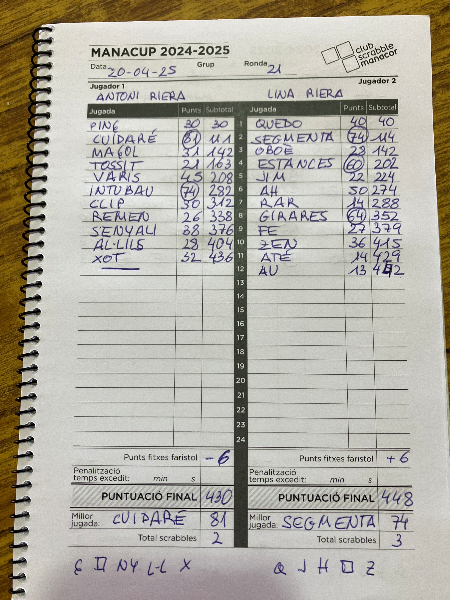 MANACUP 2024-2025
club scrabble manacor
Data 20-04-25 Grup Ronda 21
Jugador 1 Jugador 2
ANTONI RIERA LINA RIERA
Jugada Punts Subtotal Jugada Punts Subtotal
PING 30 30 1 QUEDO 40 40
CUIDARÉ 81 111 2 SEGMENTA 74 114
MAGOL 31 142 3 OBOE 28 142
TOSSIT 21 163 4 ESTANCES 60 202
VARIS 45 208 5 JIM 22 224
INTUBAU 74 282 6 AH 50 274
CLIP 30 312 7 RAR 14 288
REMEN 26 338 8 GIRARES 64 352
SENYALI 38 376 9 FE 27 379
AL·LILS 28 404 10 ZEN 36 415
XOT 32 436 11 ATÉ 14 429
12 AU 13 442
13
14
15
16
17
18
19
20
21
22
23
24
Punts fitxes faristol -6 Punts fitxes faristol +6
Penalització temps excedit: min s Penalització temps excedit: min s
PUNTUACIÓ FINAL 430 PUNTUACIÓ FINAL 448
Millor jugada: CUIDARÉ 81 Millor jugada: SEGMENTA 74
Total scrabbles 2 Total scrabbles 3
NY L·L X Q J H Z